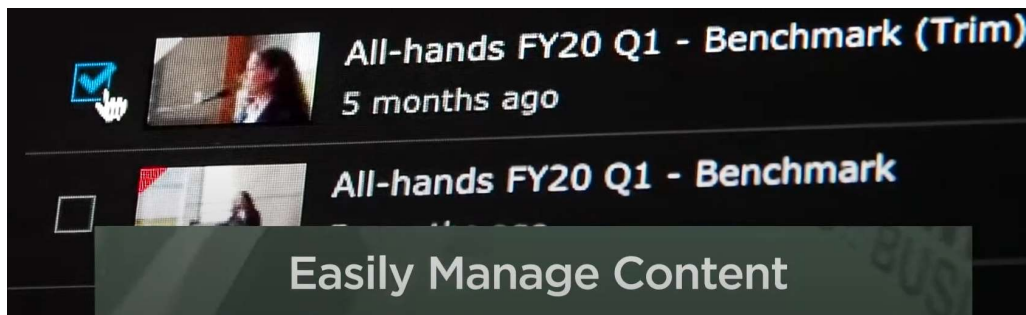 All-hands FY20 Q1 - Benchmark (Trim)
5 months ago
All-hands FY20 Q1 - Benchmark
Easily Manage Content